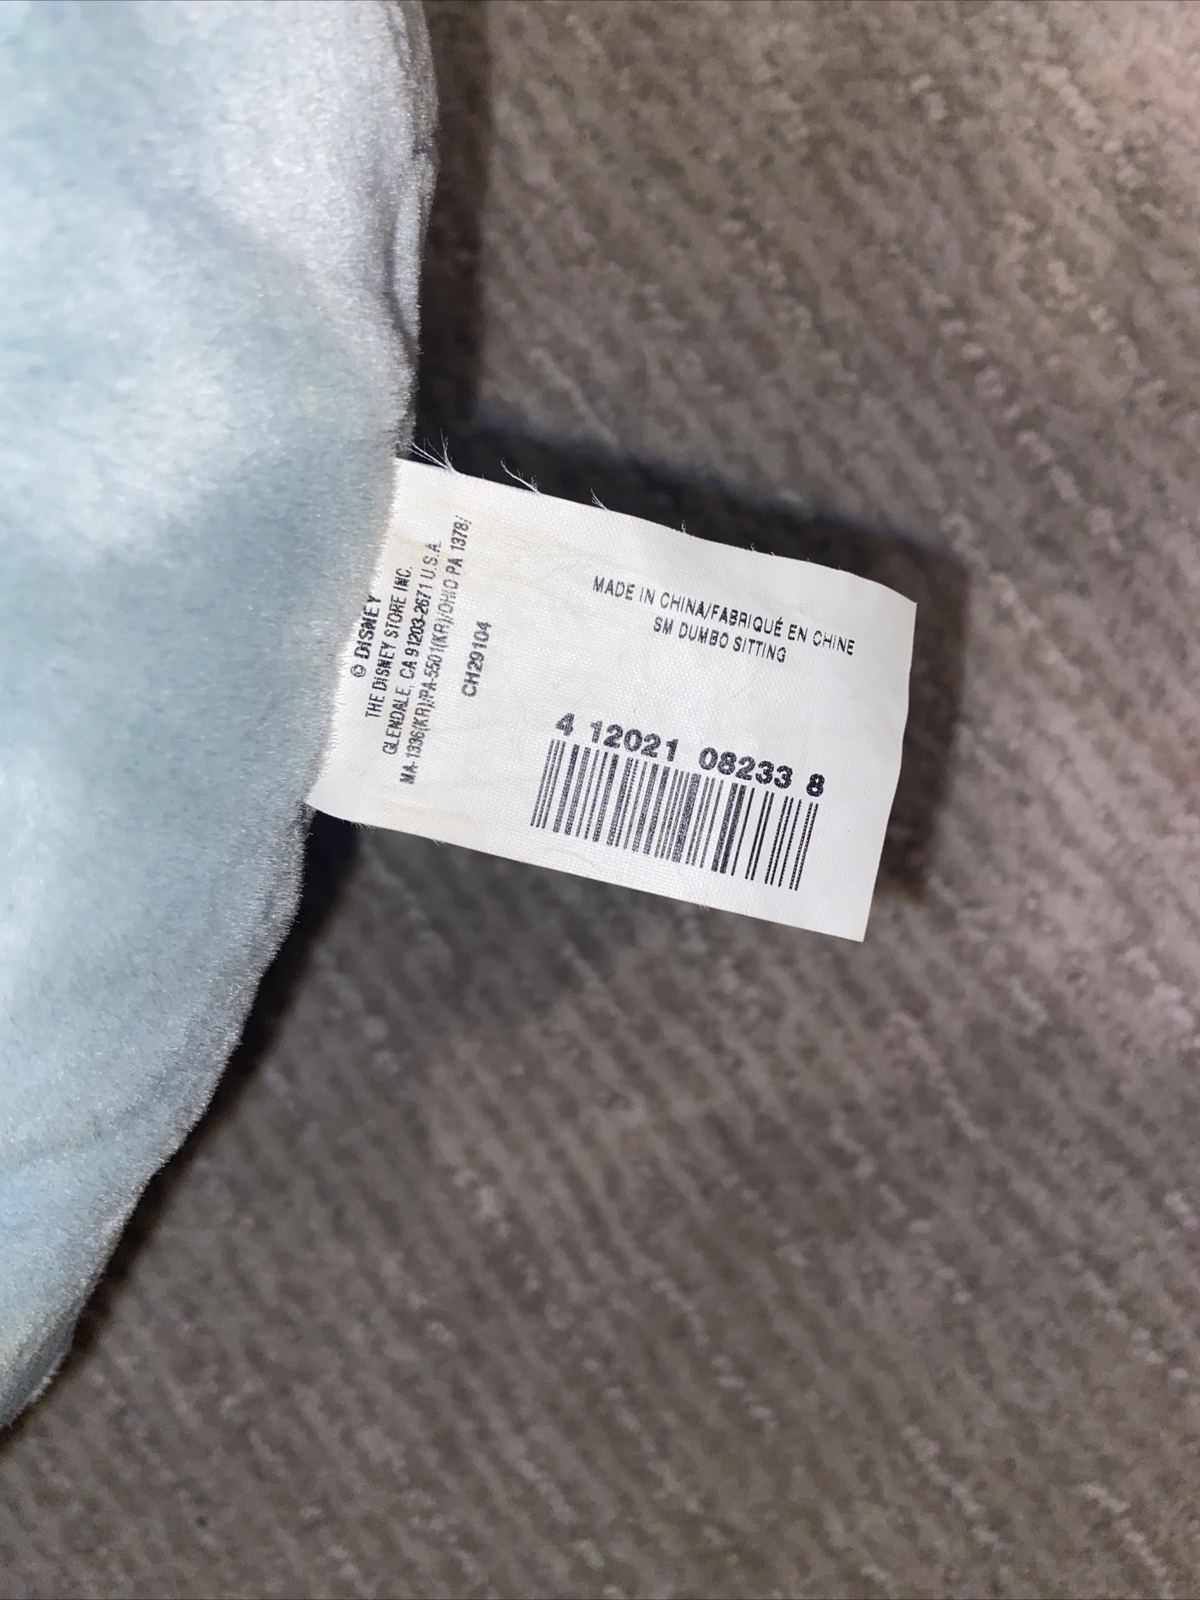 © DISNEY
THE DISNEY STORE INC.
GLENDALE, CA 91203-2671 U.S.A.
MA-1336(KR)/PA-5501(KR)/OHIO PA 1378/
CH29104
MADE IN CHINA/FABRIQUÉ EN CHINE
SM DUMBO SITTING
4 12021 08233 8